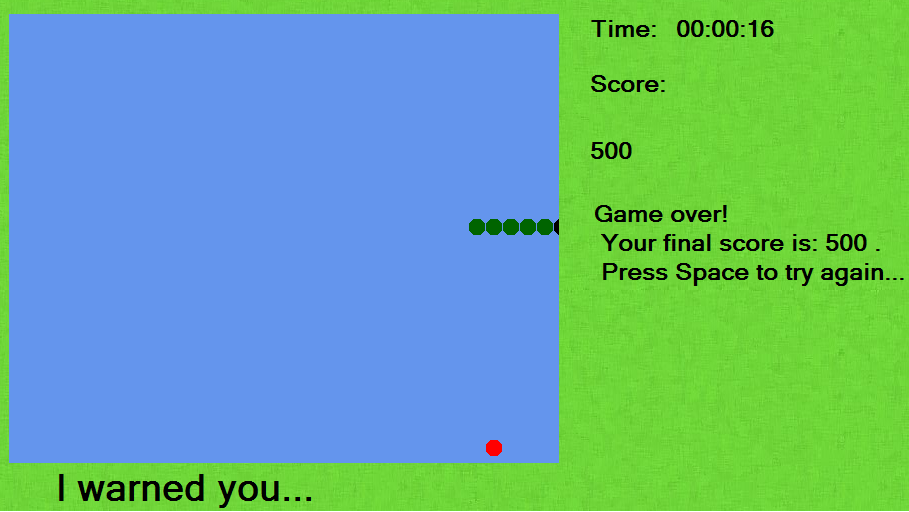 Time: 00:00:16
Score:
500
Game over!
Your final score is: 500 .
Press Space to try again...
I warned you...